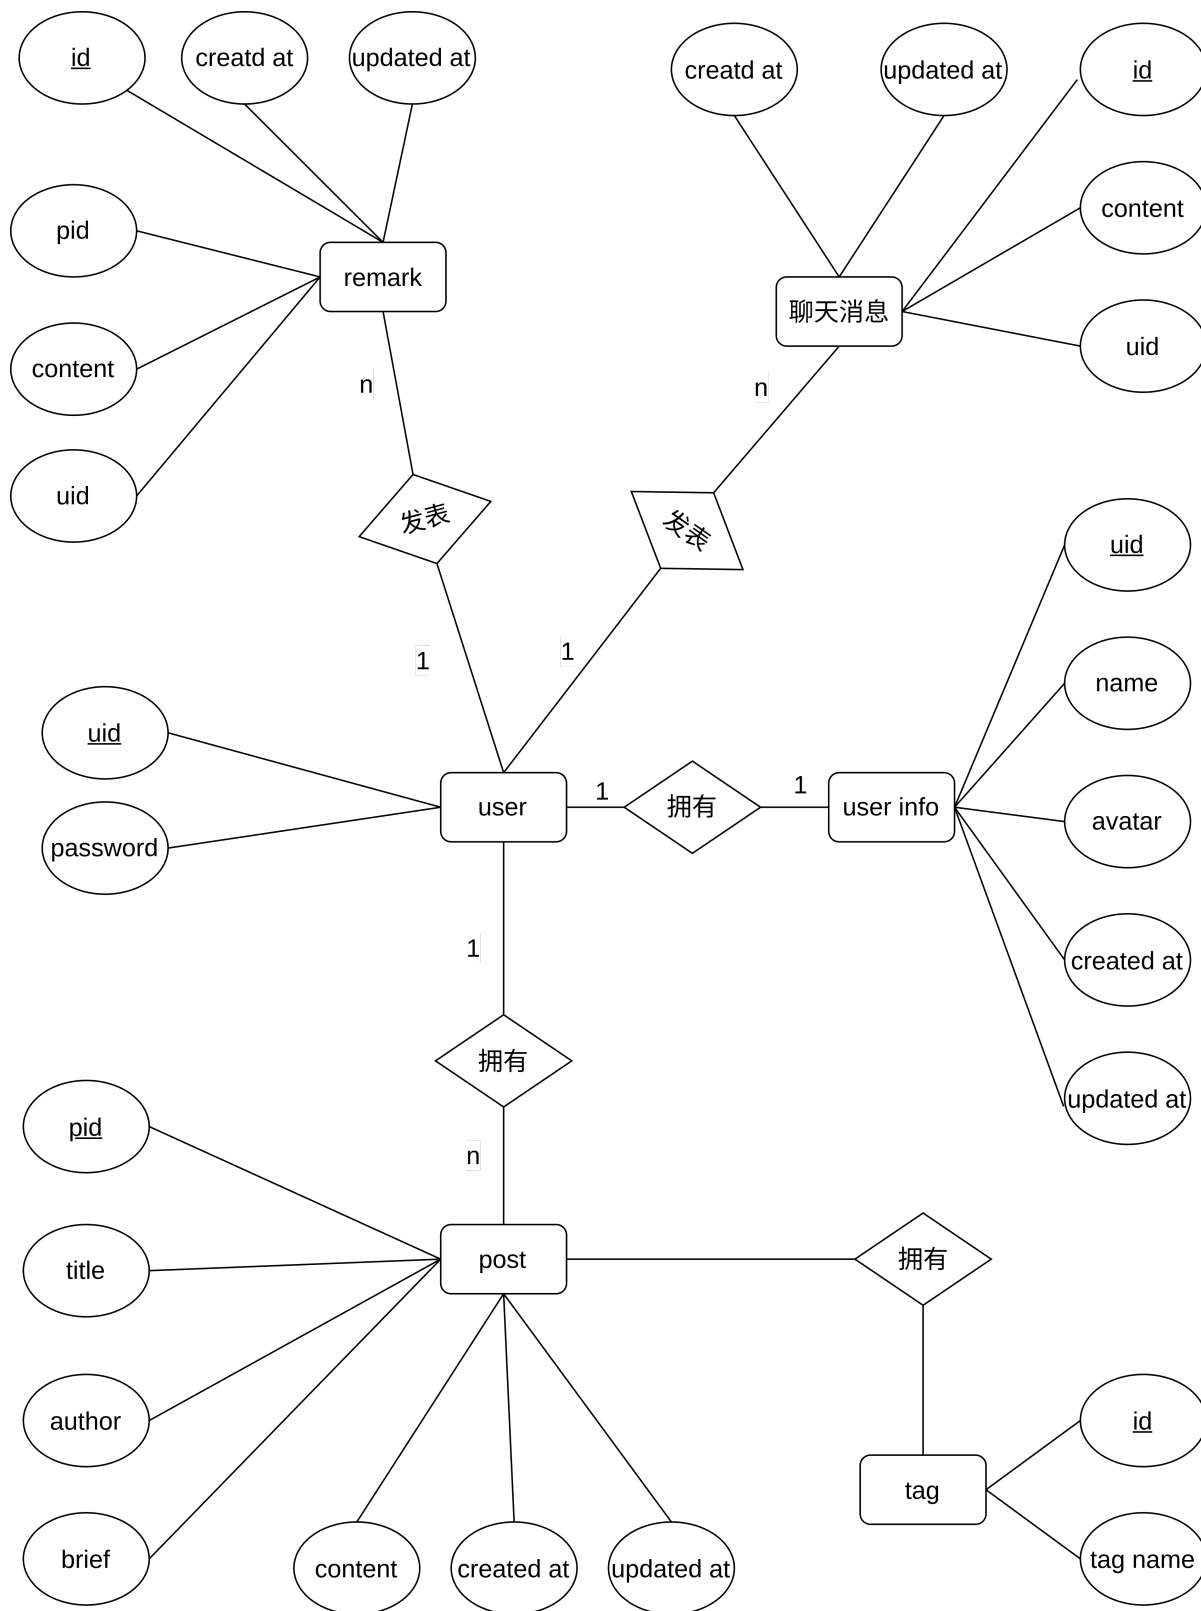 id
creatd at
updated at
creatd at
updated at
id
pid
remark
content
聊天消息
content
uid
n
n
uid
发表
发表
uid
1
1
name
uid
user
1
拥有
1
user info
avatar
password
1
created at
拥有
updated at
pid
n
title
post
拥有
author
id
tag
brief
content
created at
updated at
tag name